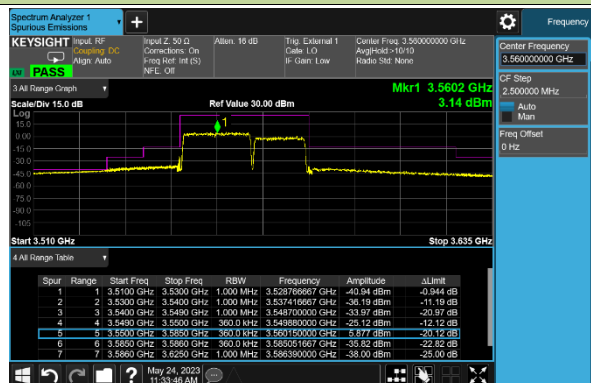 Spectrum Analyzer 1
Spurious Emissions
+
Frequency
KEYSIGHT Input: RF
Coupling: DC
Align: Auto
Input Z: 50 Ω
Corrections: On
Freq Ref: Int (S)
NFE: Off
Atten: 16 dB
Trig: External 1
Gate: LO
IF Gain: Low
Center Freq: 3.560000000 GHz
Avg|Hold:>10/10
Radio Std: None
PASS
Center Frequency
3.560000000 GHz
CF Step
2.500000 MHz
Auto
Man
Freq Offset
0 Hz
3 All Range Graph
Mkr1 3.5602 GHz
Scale/Div 15.0 dB
Ref Value 30.00 dBm
3.14 dBm
Log
15.0
0.00
-15.0
-30.0
-45.0
-60.0
-75.0
-90.0
-105
1
Start 3.510 GHz
Stop 3.635 GHz
4 All Range Table
Spur Range Start Freq Stop Freq RBW Frequency Amplitude ΔLimit
1 1 3.5100 GHz 3.5300 GHz 1.000 MHz 3.528766667 GHz -40.94 dBm -0.944 dB
2 2 3.5300 GHz 3.5400 GHz 1.000 MHz 3.537416667 GHz -36.19 dBm -11.19 dB
3 3 3.5400 GHz 3.5490 GHz 1.000 MHz 3.548700000 GHz -33.97 dBm -20.97 dB
4 4 3.5490 GHz 3.5500 GHz 360.0 kHz 3.549880000 GHz -25.12 dBm -12.12 dB
5 5 3.5500 GHz 3.5850 GHz 360.0 kHz 3.560150000 GHz 5.877 dBm -20.12 dB
6 6 3.5850 GHz 3.5860 GHz 360.0 kHz 3.585051667 GHz -35.82 dBm -22.82 dB
7 7 3.5860 GHz 3.6250 GHz 1.000 MHz 3.586390000 GHz -38.00 dBm -25.00 dB
?
May 24, 2023
11:33:46 AM